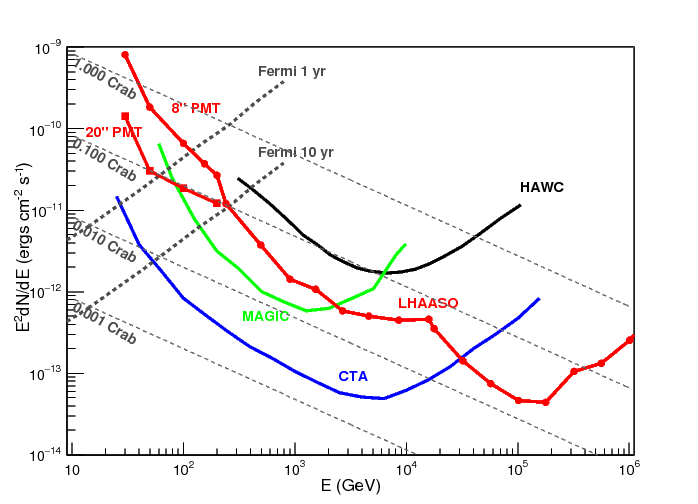 10⁻⁹
10⁻¹⁰
10⁻¹¹
10⁻¹²
10⁻¹³
10⁻¹⁴
E²dN/dE (ergs cm⁻² s⁻¹)
1.000 Crab
0.100 Crab
0.010 Crab
0.001 Crab
Fermi 1 yr
8" PMT
20" PMT
Fermi 10 yr
HAWC
LHAASO
MAGIC
CTA
10 10² 10³ 10⁴ 10⁵ 10⁶
E (GeV)